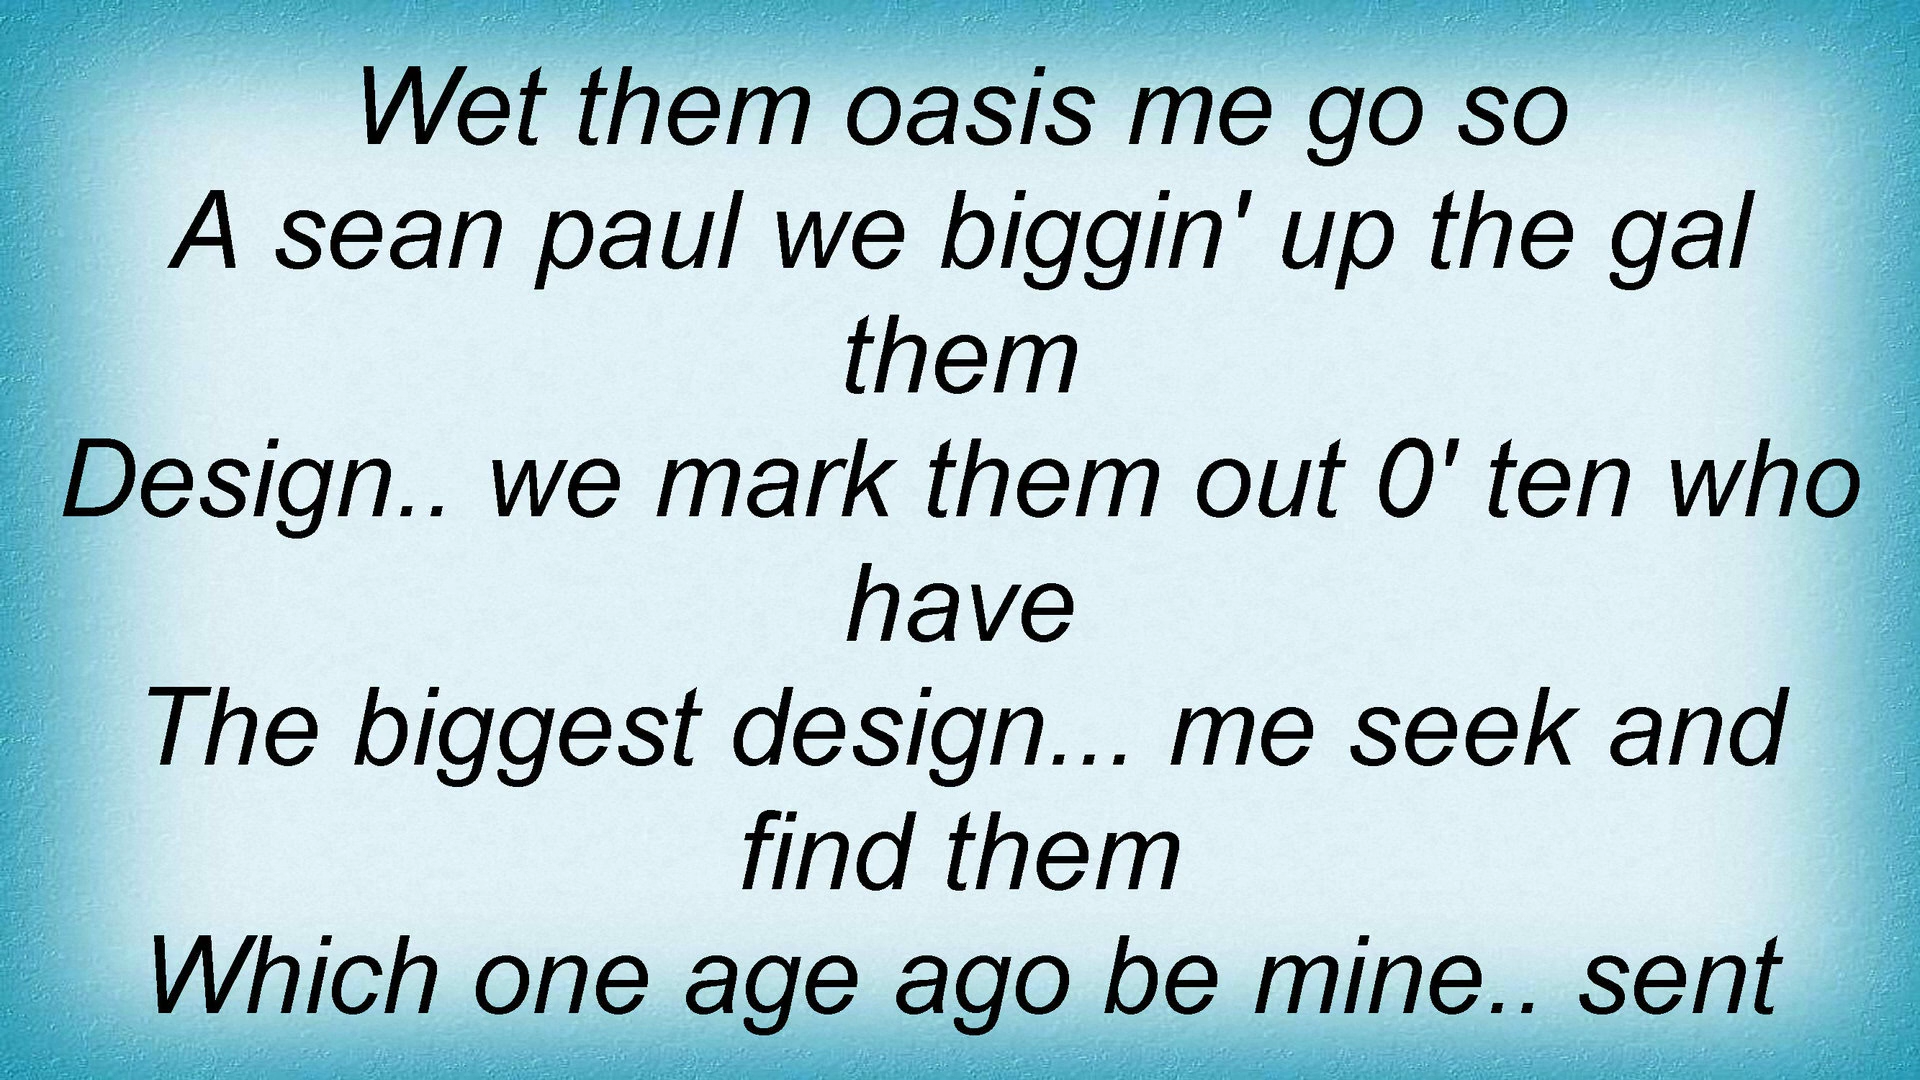 Wet them oasis me go so
A sean paul we biggin' up the gal
them
Design.. we mark them out 0' ten who
have
The biggest design... me seek and
find them
Which one age ago be mine.. sent